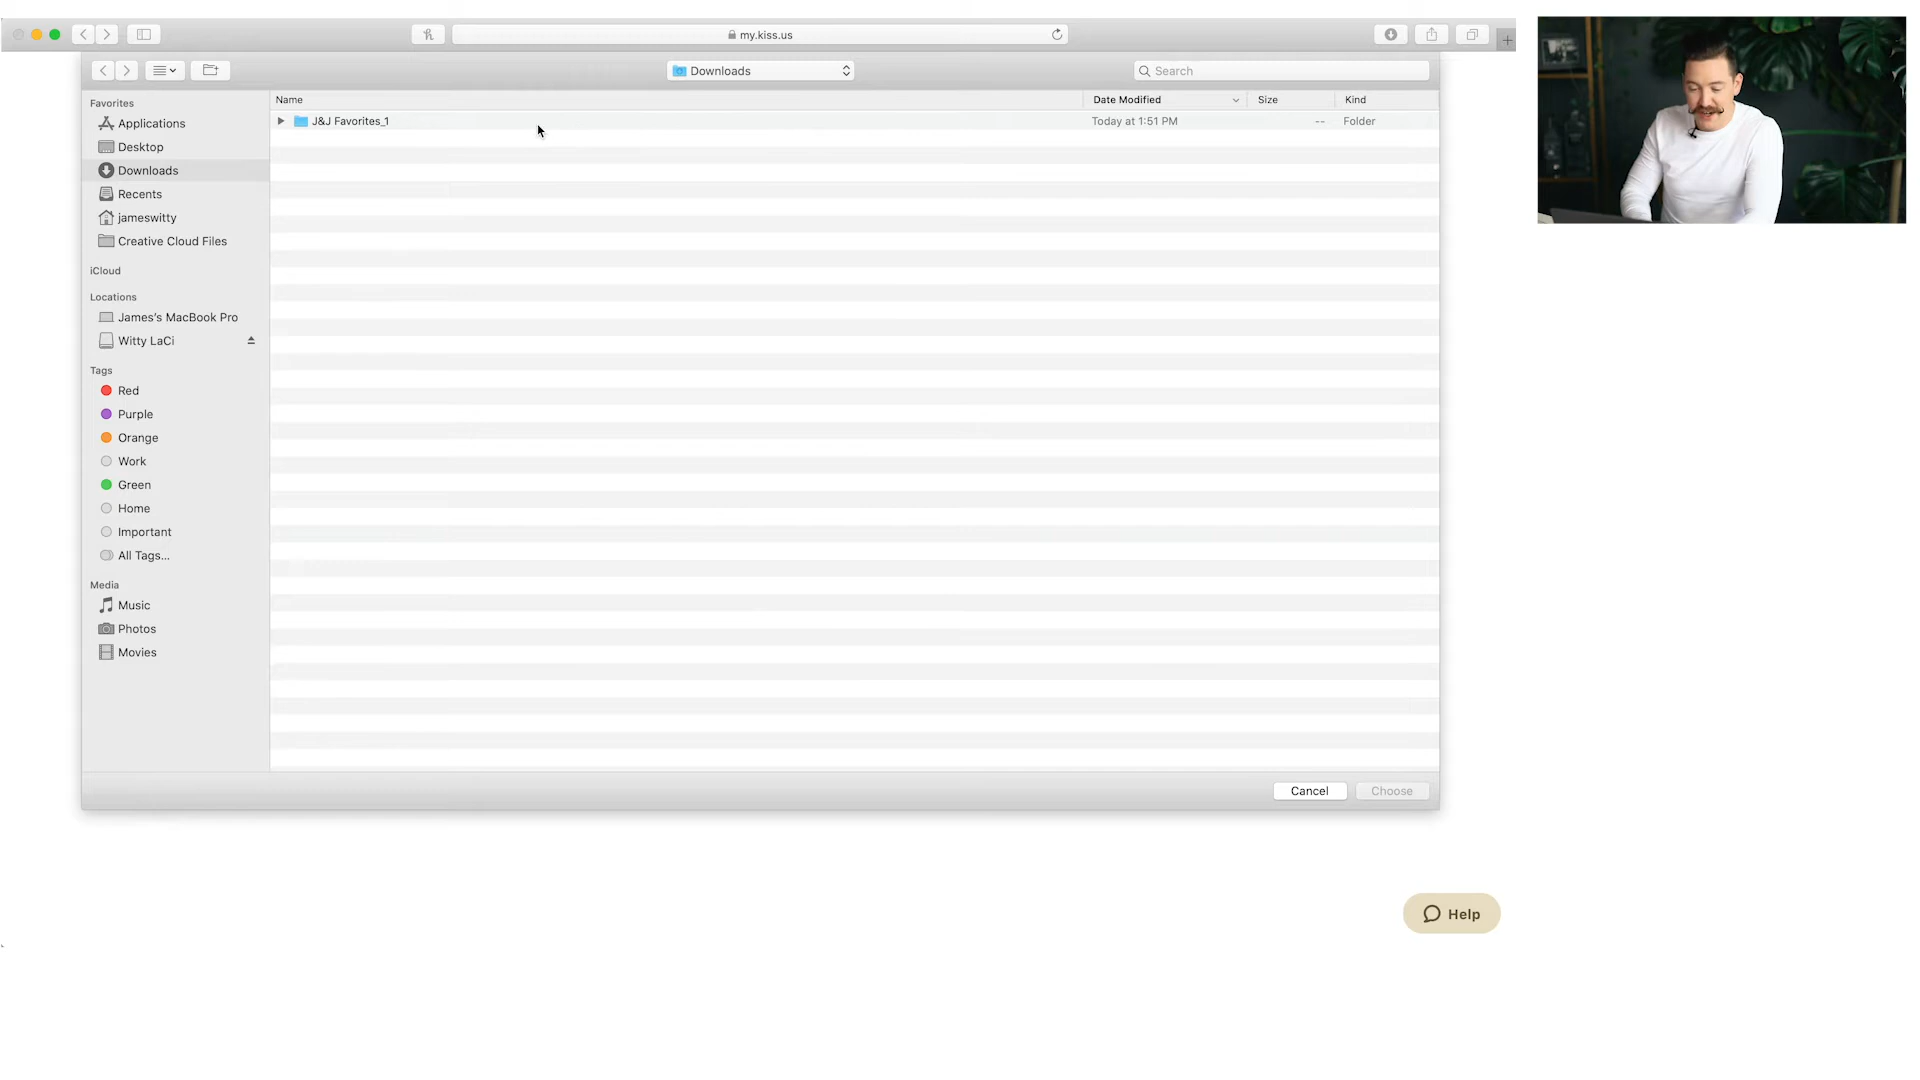 my.kiss.us
Downloads
Search
Favorites
Applications
Desktop
Downloads
Recents
jameswitty
Creative Cloud Files
iCloud
Locations
James's MacBook Pro
Witty LaCi
Tags
Red
Purple
Orange
Work
Green
Home
Important
All Tags...
Media
Music
Photos
Movies
Name Date Modified Size Kind
J&J Favorites_1 Today at 1:51 PM -- Folder
Cancel Choose
Help